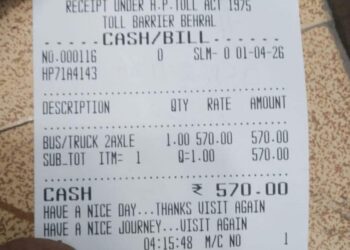 RECEIPT UNDER H.P.TOLL ACT 1975
TOLL BARRIER BEHRAL
------CASH/BILL------
NO.000116 0 SLM- 0 01-04-26
HP71A4143
DESCRIPTION QTY RATE AMOUNT
BUS/TRUCK 2AXLE 1.00 570.00 570.00
SUB_TOT ITM= 1 Q=1.00 570.00
CASH ₹ 570.00
HAVE A NICE DAY...THANKS VISIT AGAIN
HAVE A NICE JOURNEY...VISIT AGAIN
04:15:48 M/C NO 1